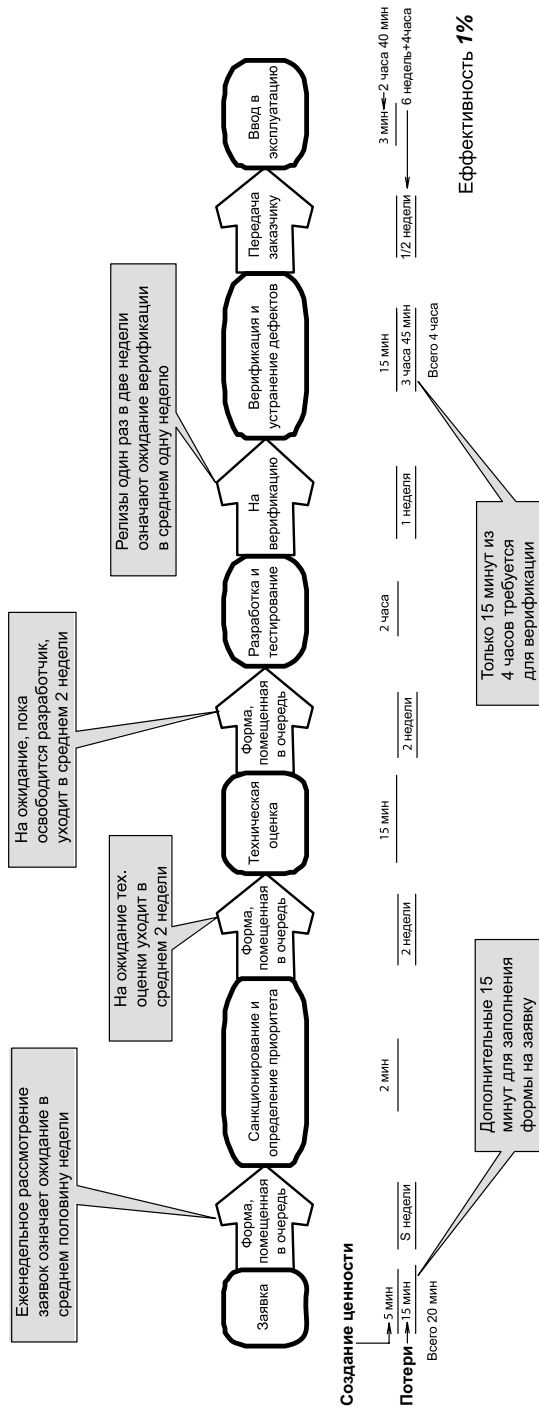 Еженедельное рассмотрение
заявок означает ожидание в
среднем половину недели
На ожидание тех.
оценки уходит в
среднем 2 недели
На ожидание, пока
освободится разработчик,
уходит в среднем 2 недели
Релизы один раз в две недели
означают ожидание верификации
в среднем одну неделю
Заявка
Форма,
помещенная
в очередь
Санкционирование и
определение приоритета
Форма,
помещенная
в очередь
Техническая
оценка
Форма,
помещенная
в очередь
Разработка и
тестирование
На
верификацию
Верификация и
устранение дефектов
Передача
заказчику
Ввод в
эксплуатацию
Создание ценности
5 мин
2 мин
15 мин
2 часа
15 мин
3 мин
2 часа 40 мин
Потери
15 мин
S недели
2 недели
2 недели
1 неделя
3 часа 45 мин
1/2 недели
6 недель+4часа
Всего 20 мин
Всего 4 часа
Еффективность 1%
Дополнительные 15
минут для заполнения
формы на заявку
Только 15 минут из
4 часов требуется
для верификации